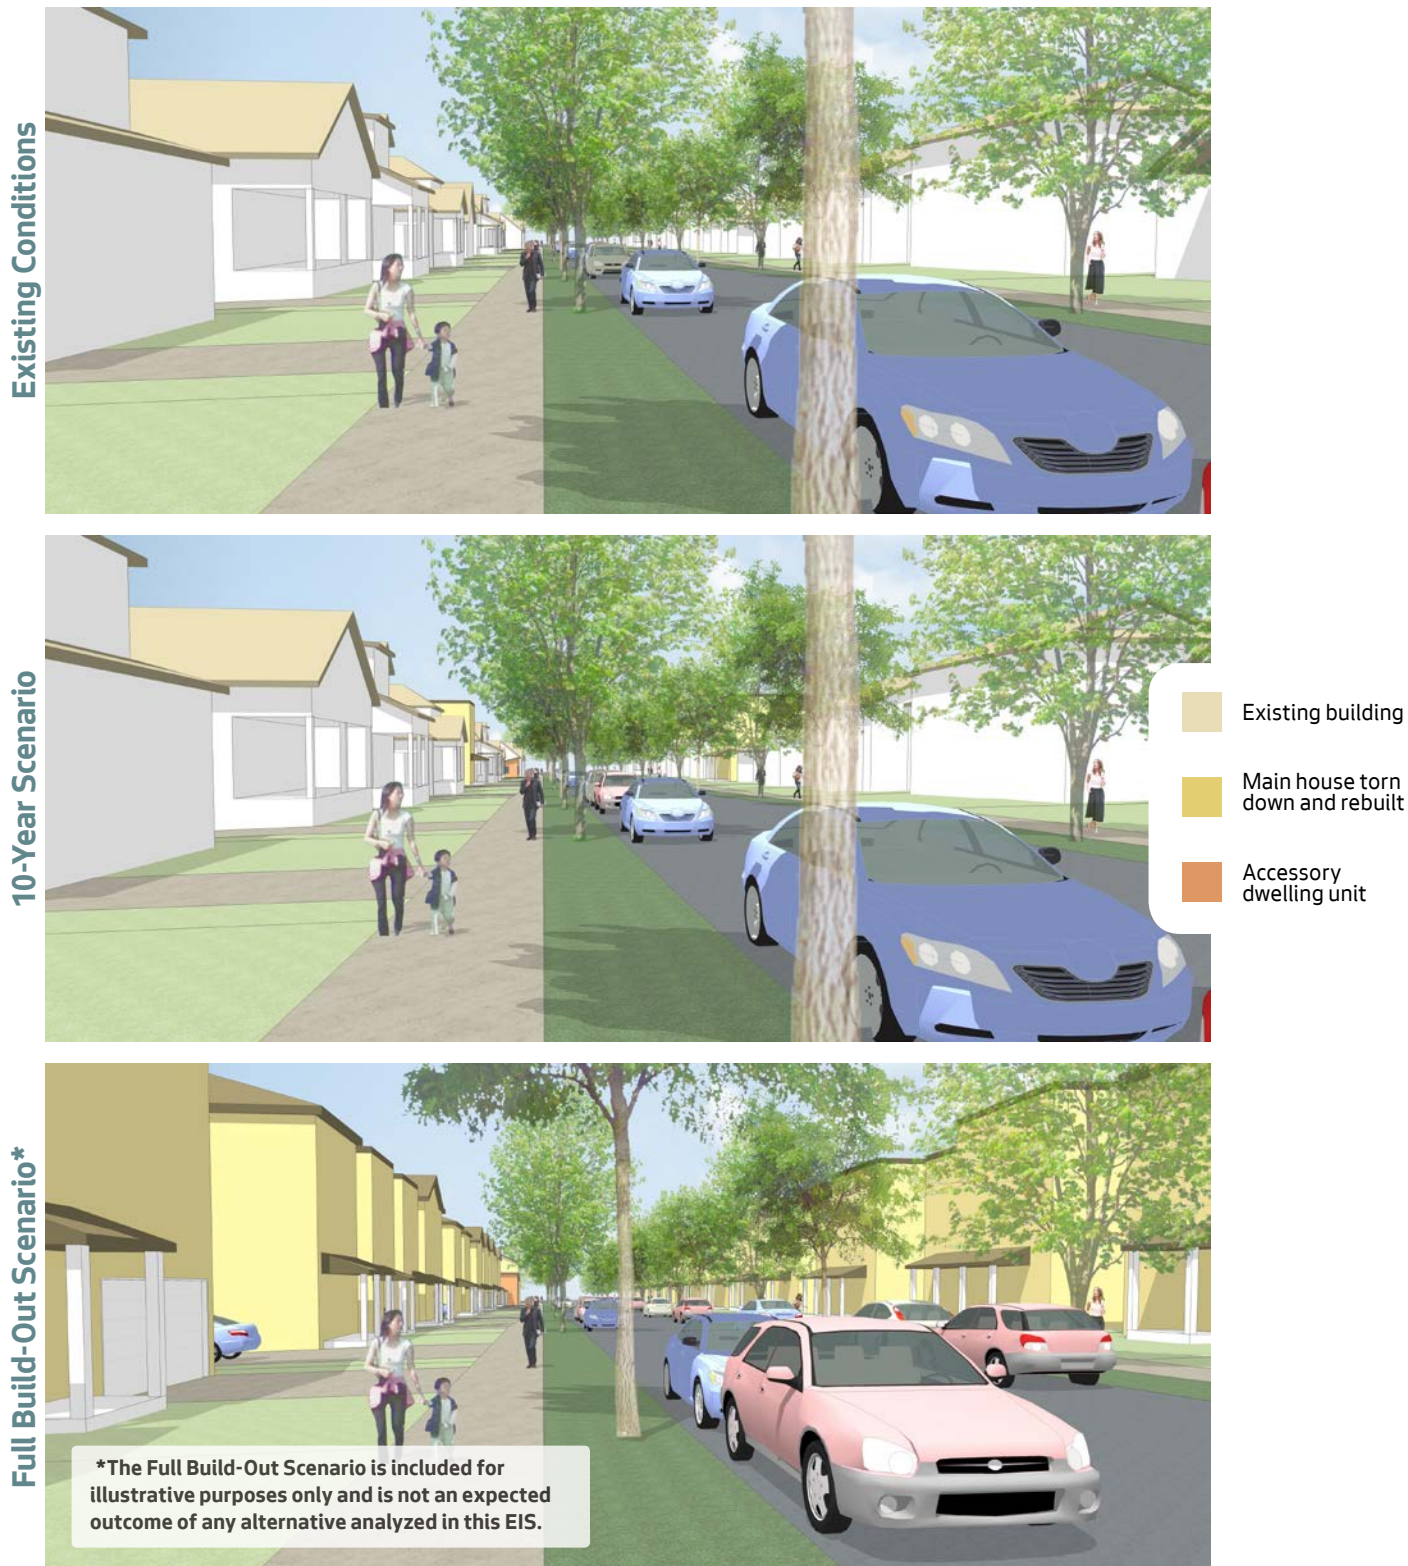 Existing Conditions
10-Year Scenario
Existing building
Main house torn
down and rebuilt
Accessory
dwelling unit
Full Build-Out Scenario*
*The Full Build-Out Scenario is included for
illustrative purposes only and is not an expected
outcome of any alternative analyzed in this EIS.